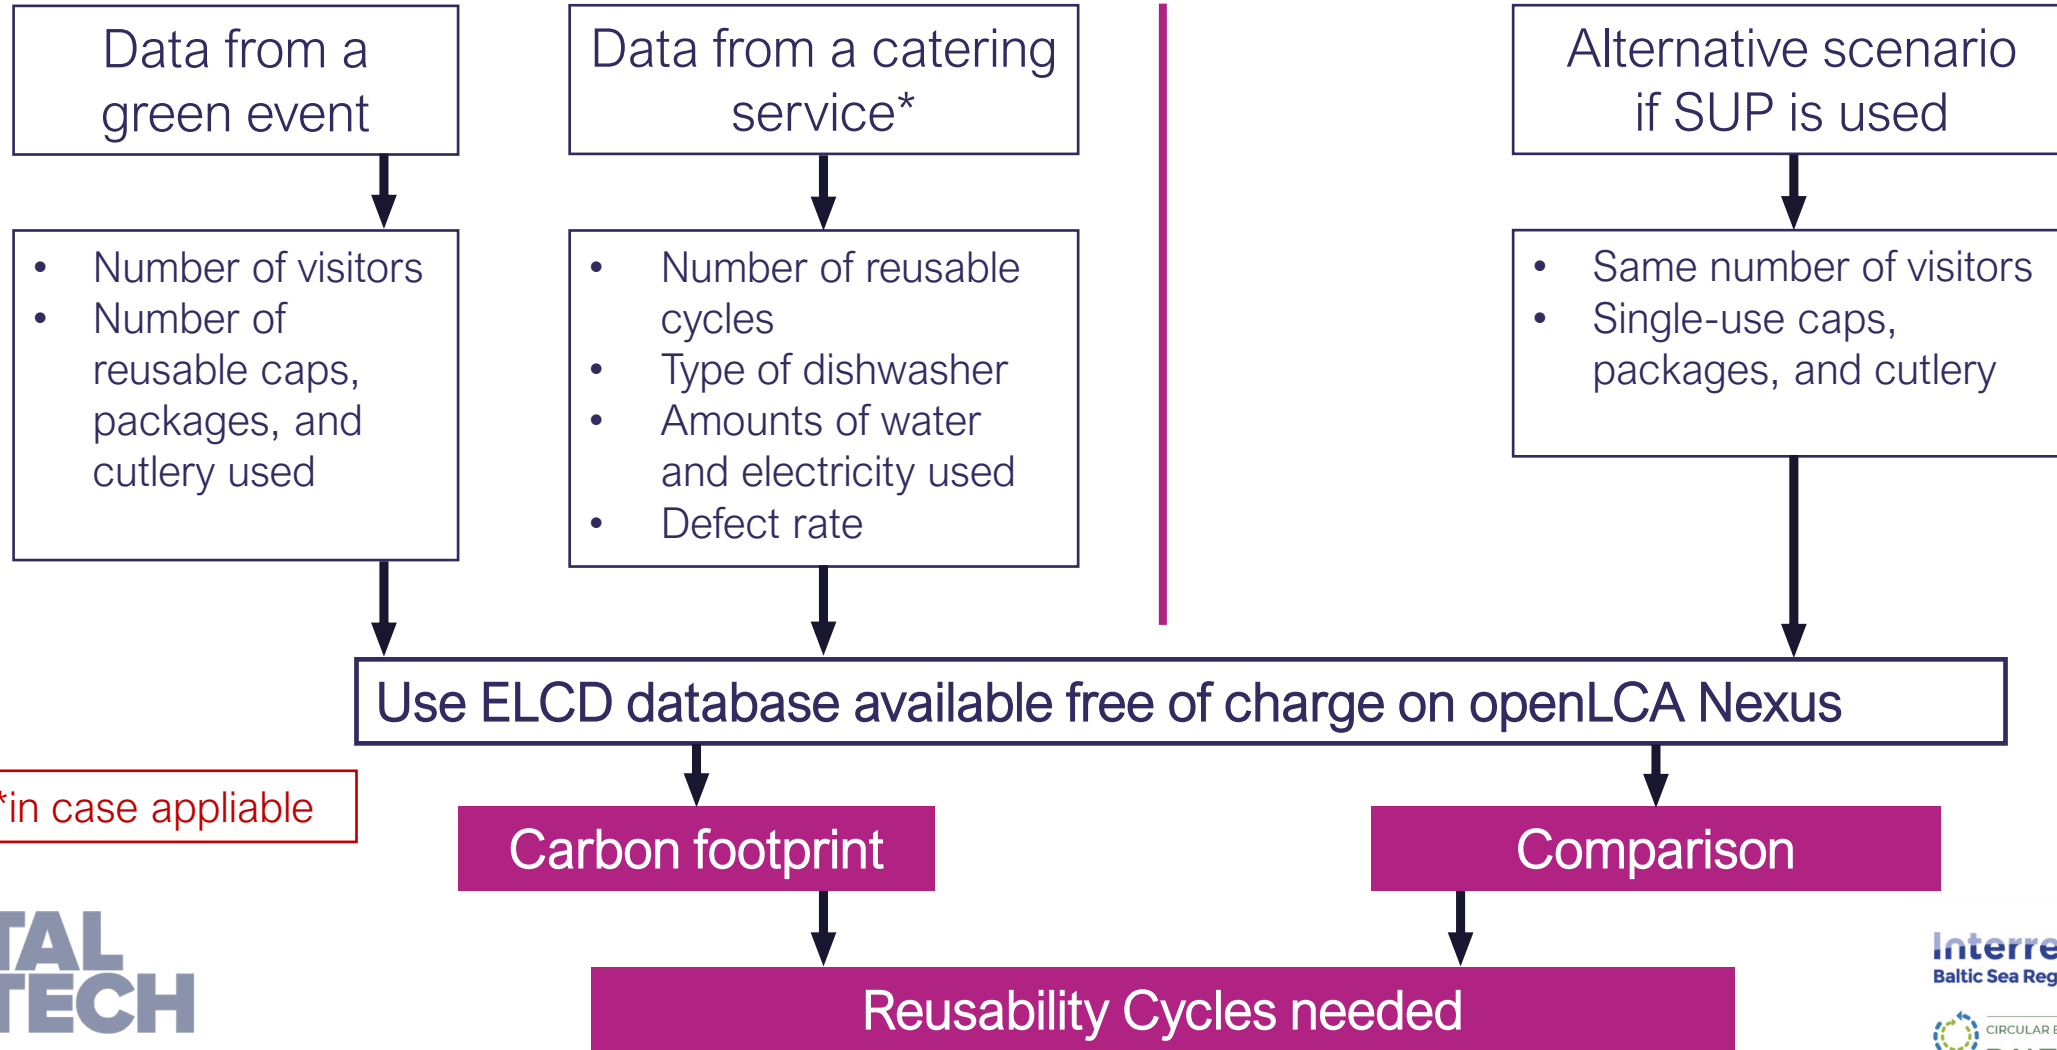 Data from a
green event
Data from a catering
service*
Alternative scenario
if SUP is used
• Number of visitors
• Number of
reusable caps,
packages, and
cutlery used
• Number of reusable
cycles
• Type of dishwasher
• Amounts of water
and electricity used
• Defect rate
• Same number of visitors
• Single-use caps,
packages, and cutlery
Use ELCD database available free of charge on openLCA Nexus
*in case appliable
Carbon footprint
Comparison
Reusability Cycles needed
TAL
TECH
Interre
Baltic Sea Reg
CIRCULAR E